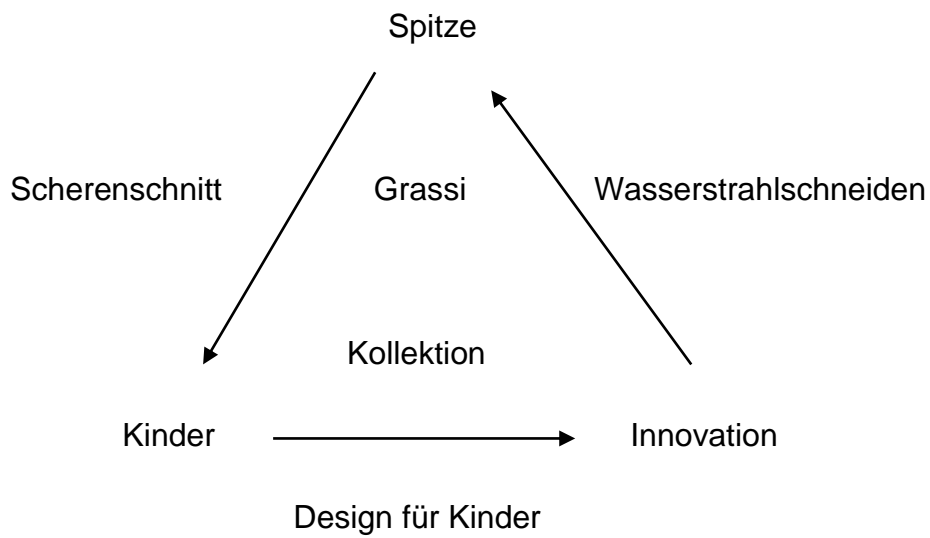 Spitze
Scherenschnitt
Grassi
Wasserstrahlschneiden
Kollektion
Kinder
Innovation
Design für Kinder